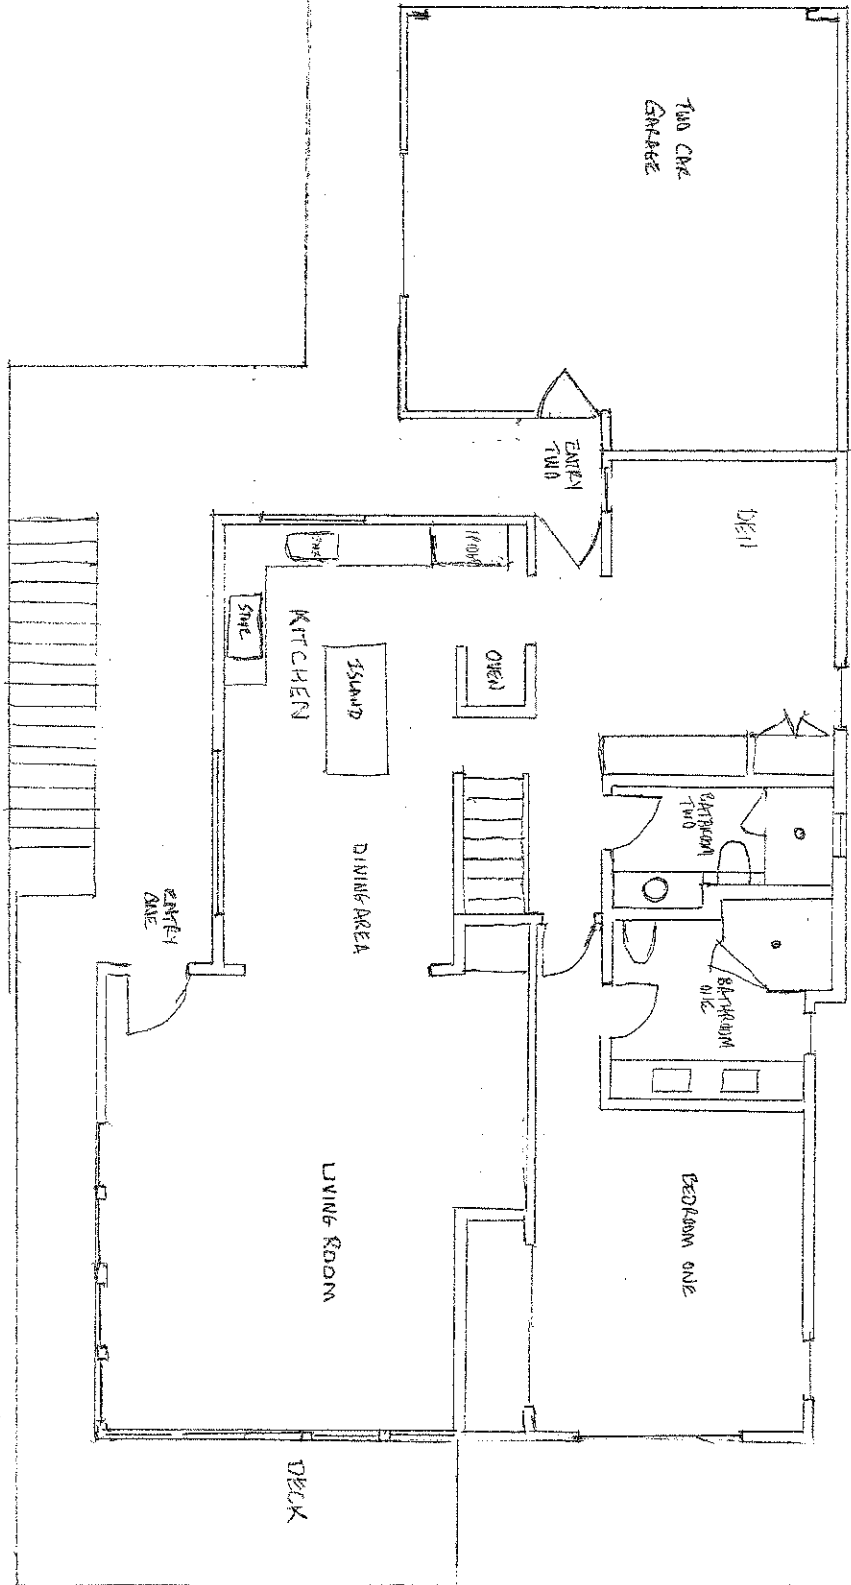 TWO CAR
GARAGE
ENTRY
TWO
DEN
STOVE
KITCHEN
ISLAND
OVEN
BATHROOM
TWO
DINING AREA
ENTRY
ONE
BATHROOM
ONE
LIVING ROOM
BEDROOM ONE
DECK